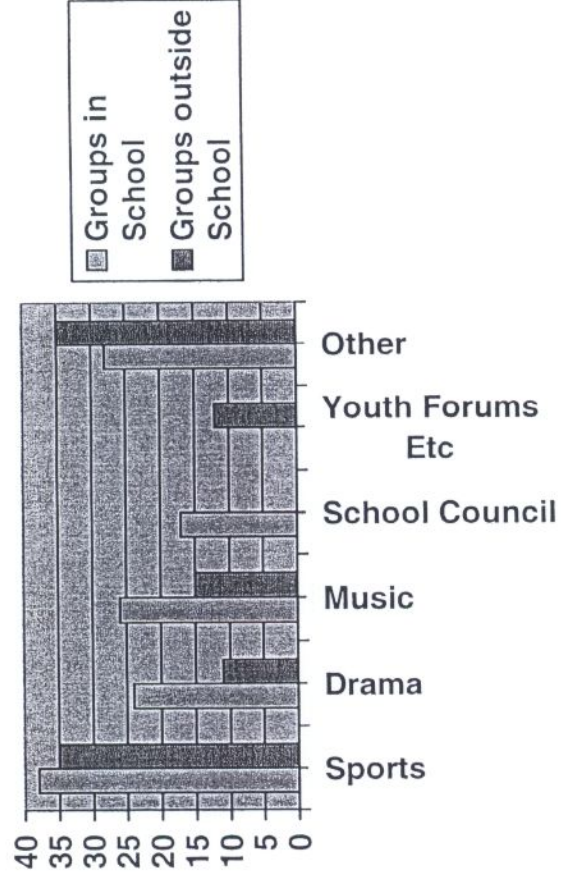 Groups in
School
Groups outside
School
40
35
30
25
20
15
10
5
0
Sports
Drama
Music
School Council
Youth Forums
Etc
Other